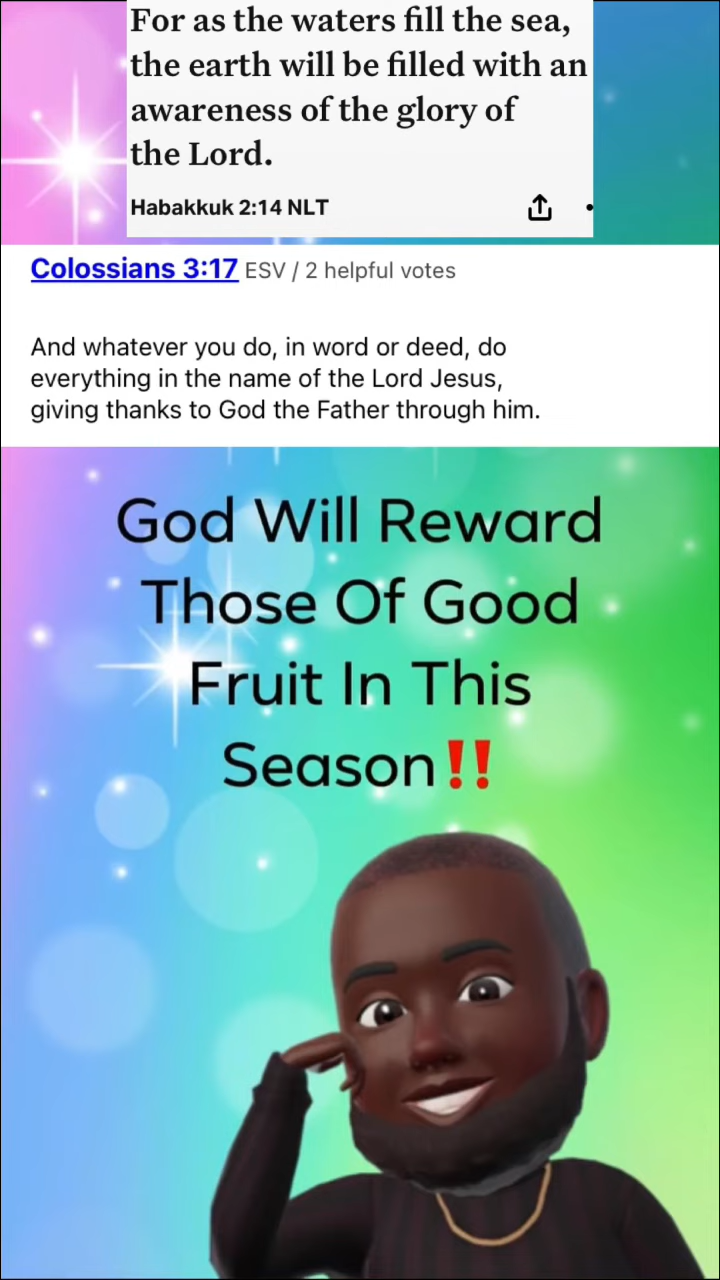 For as the waters fill the sea,
the earth will be filled with an
awareness of the glory of
the Lord.
Habakkuk 2:14 NLT
Colossians 3:17 ESV / 2 helpful votes
And whatever you do, in word or deed, do
everything in the name of the Lord Jesus,
giving thanks to God the Father through him.
God Will Reward
Those Of Good
Fruit In This
Season‼️